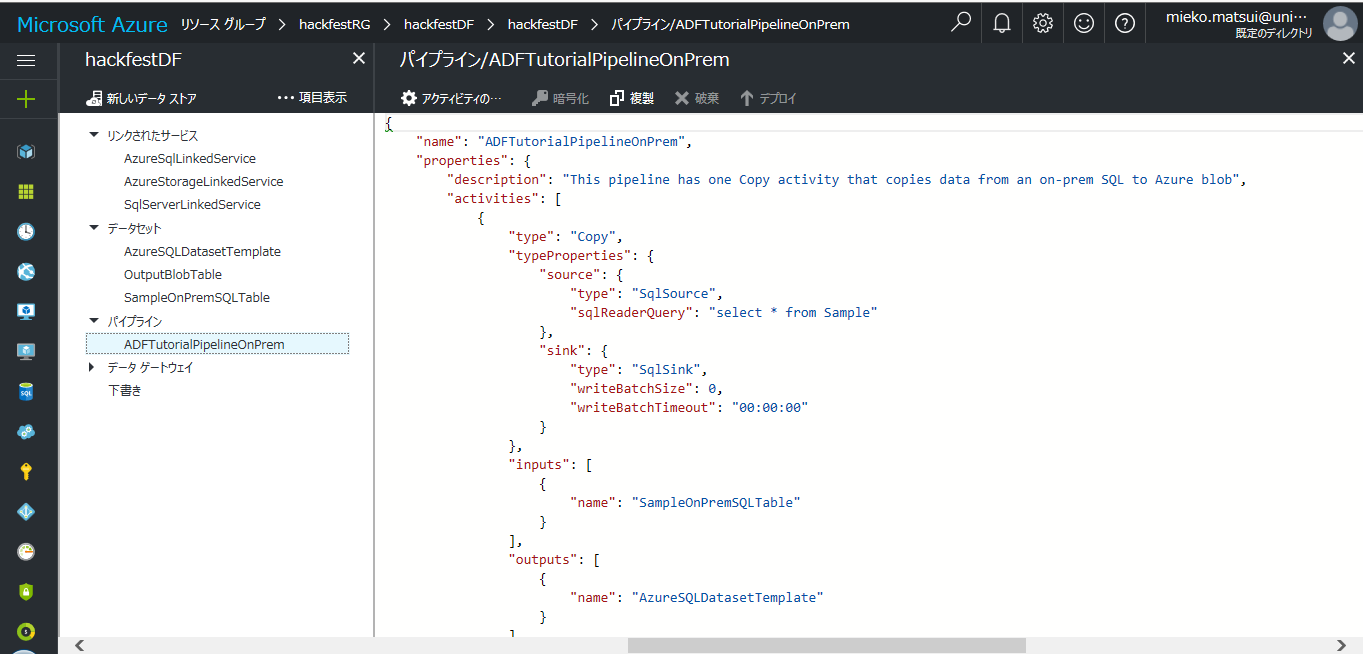 Microsoft Azure リソース グループ > hackfestRG > hackfestDF > hackfestDF > パイプライン/ADFTutorialPipelineOnPrem
mieko.matsui@uni…
既定のディレクトリ
hackfestDF
新しいデータ ストア
… 項目表示
リンクされたサービス
AzureSqlLinkedService
AzureStorageLinkedService
SqlServerLinkedService
データセット
AzureSQLDatasetTemplate
OutputBlobTable
SampleOnPremSQLTable
パイプライン
ADFTutorialPipelineOnPrem
データ ゲートウェイ
下書き
パイプライン/ADFTutorialPipelineOnPrem
アクティビティの… 暗号化 複製 破棄 デプロイ
{
"name": "ADFTutorialPipelineOnPrem",
"properties": {
"description": "This pipeline has one Copy activity that copies data from an on-prem SQL to Azure blob",
"activities": [
{
"type": "Copy",
"typeProperties": {
"source": {
"type": "SqlSource",
"sqlReaderQuery": "select * from Sample"
},
"sink": {
"type": "SqlSink",
"writeBatchSize": 0,
"writeBatchTimeout": "00:00:00"
}
},
"inputs": [
{
"name": "SampleOnPremSQLTable"
}
],
"outputs": [
{
"name": "AzureSQLDatasetTemplate"
}
]
SQL